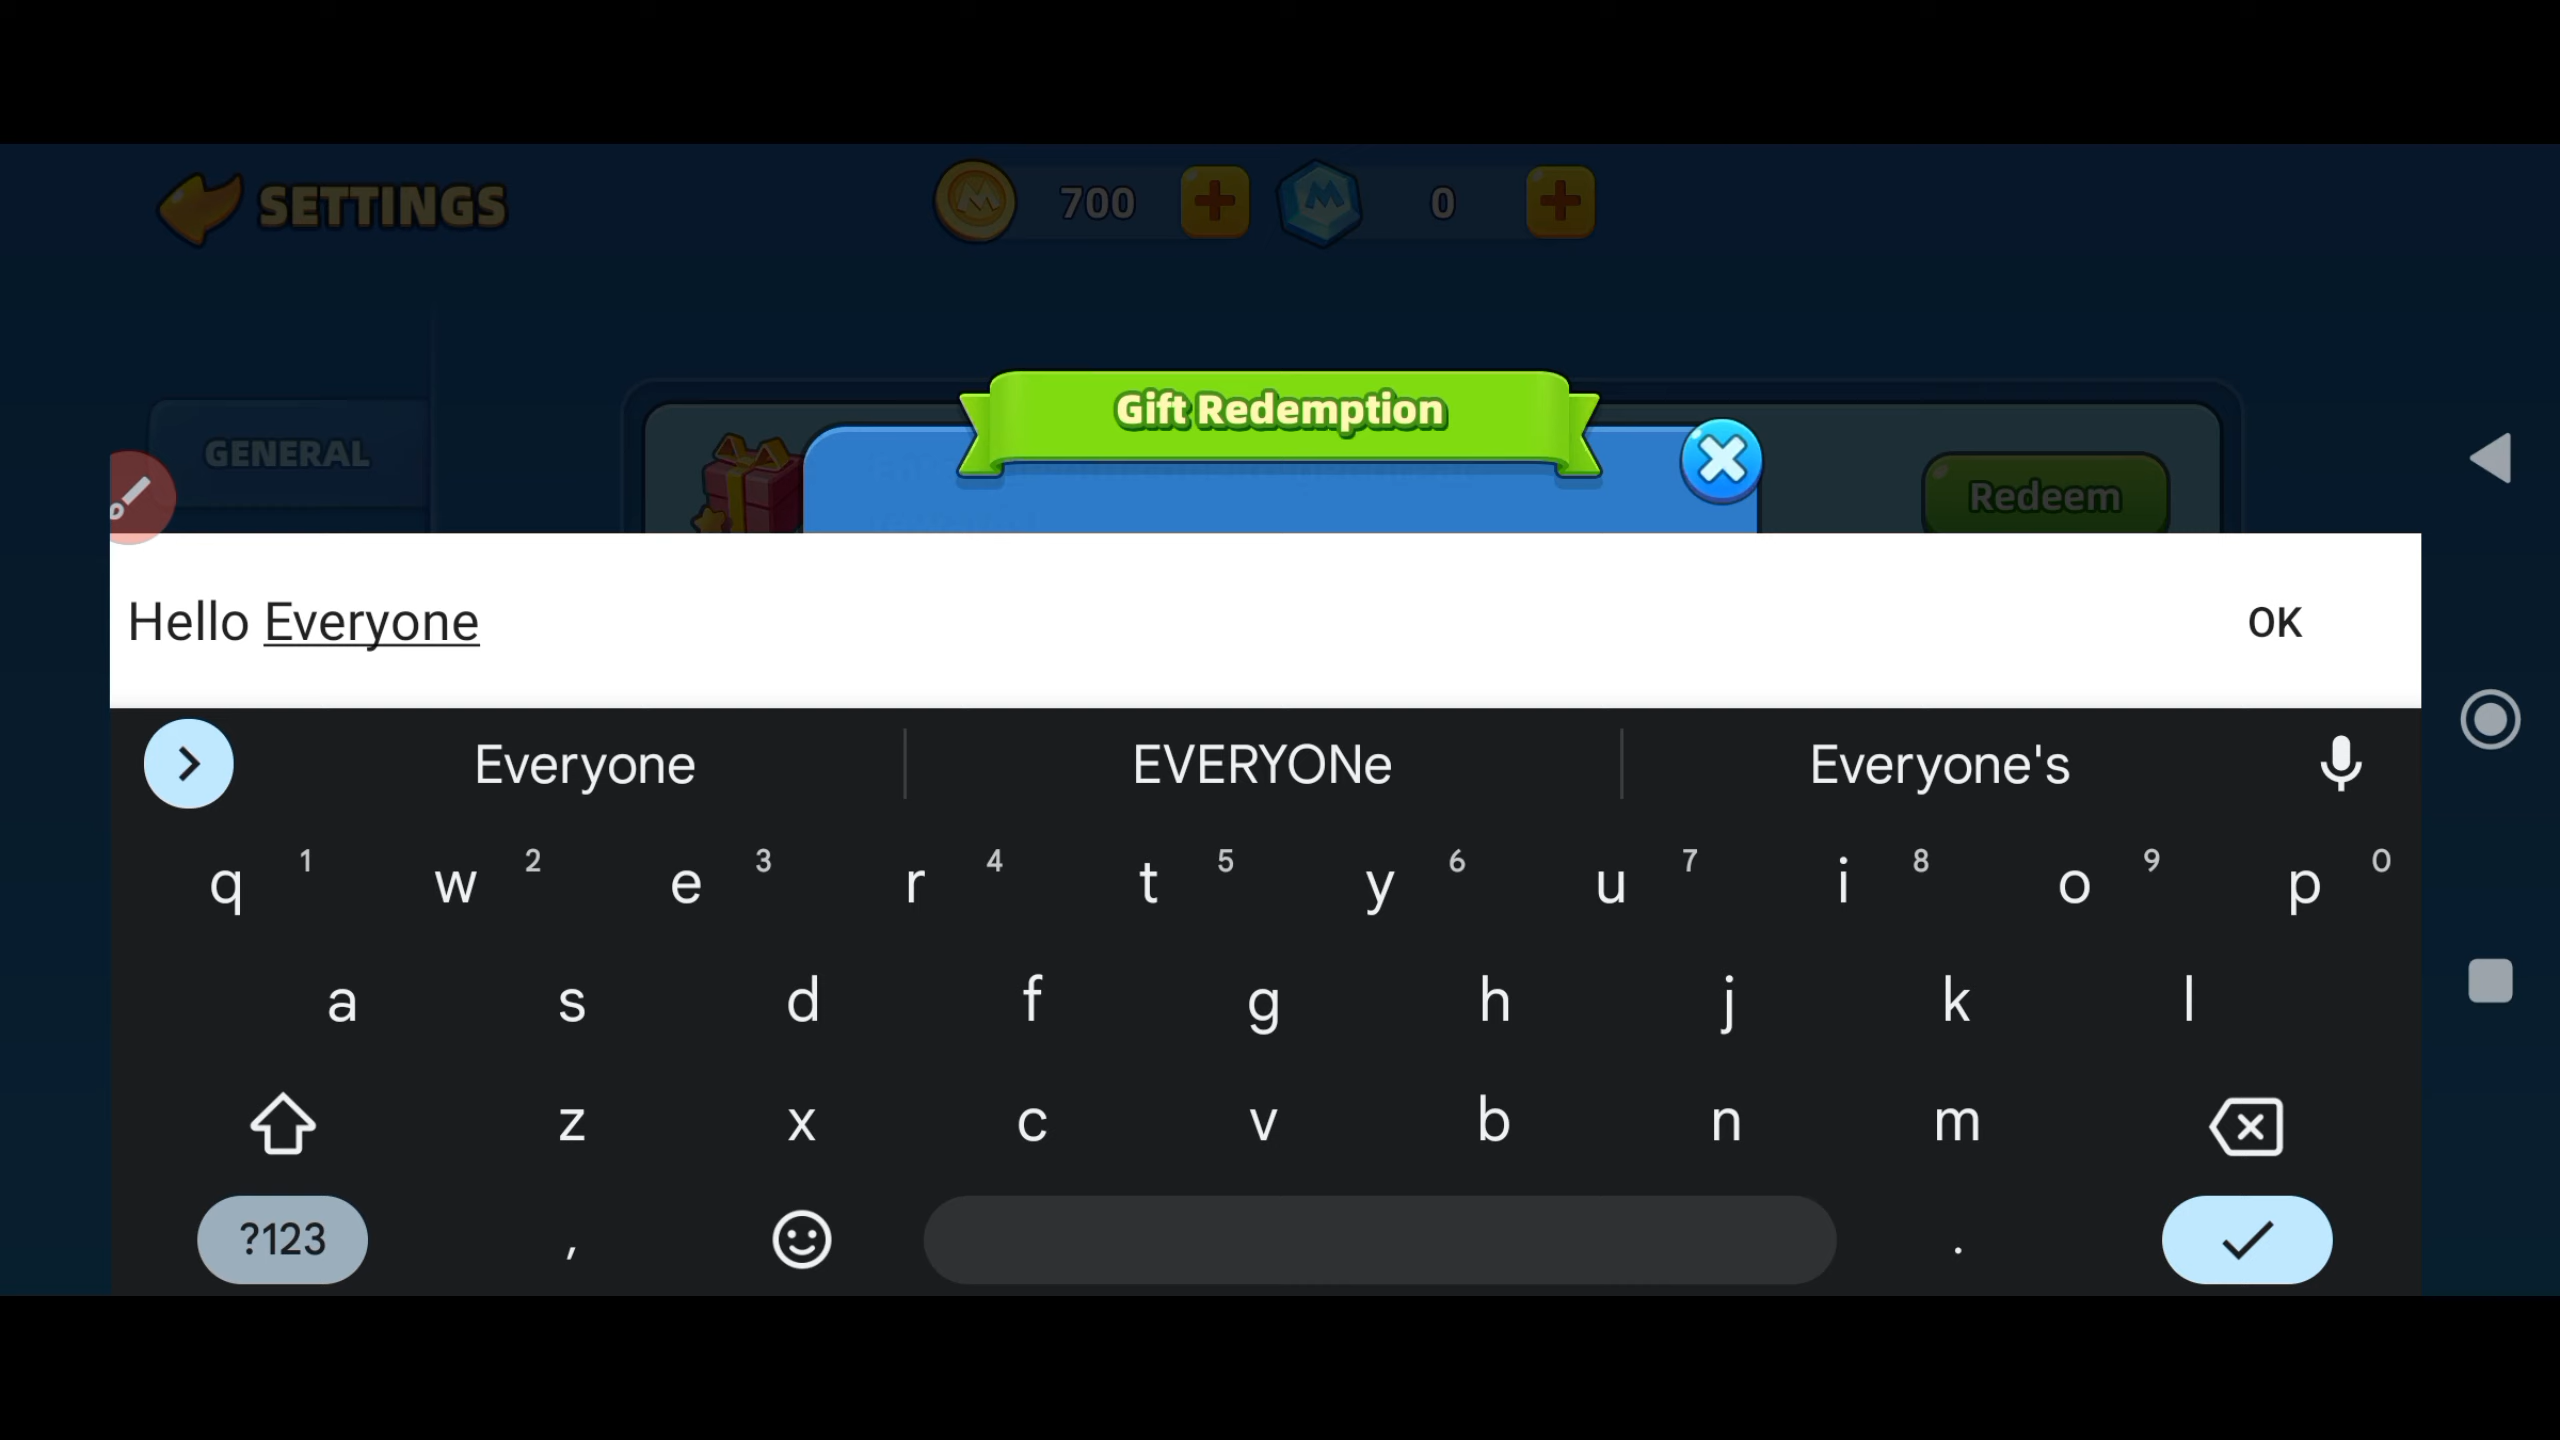 SETTINGS
700
0
Gift Redemption
GENERAL
Redeem
Hello Everyone
OK
Everyone
EVERYONe
Everyone's
q 1 w 2 e 3 r 4 t 5 y 6 u 7 i 8 o 9 p 0
a s d f g h j k l
z x c v b n m
?123 , .